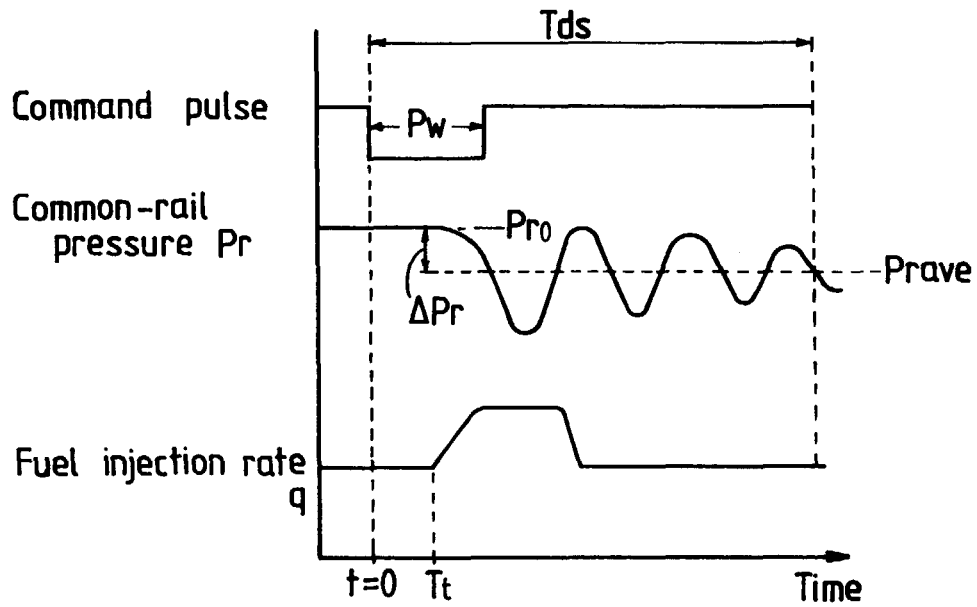 Tds
Command pulse
Pw
Common-rail
pressure Pr
Pr0
Prave
ΔPr
Fuel injection rate
q
t=0
Tt
Time